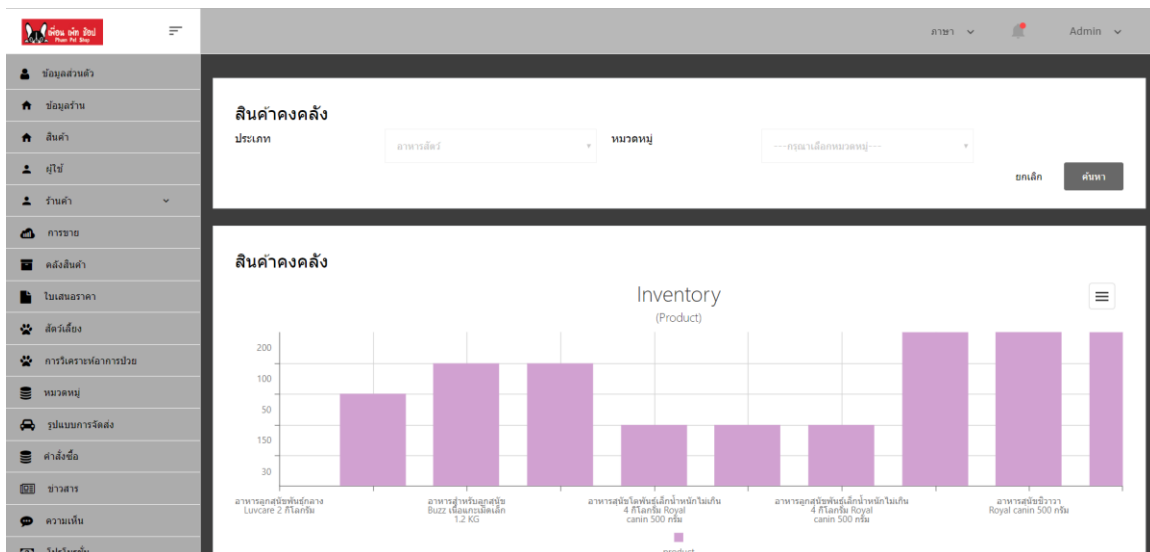 เพื่อน พัท ช็อป
Phuen Pet Shop
ภาษา
Admin
ข้อมูลส่วนตัว
ข้อมูลร้าน
สินค้า
ผู้ใช้
ร้านค้า
การขาย
คลังสินค้า
ใบเสนอราคา
สัตว์เลี้ยง
การวิเคราะห์อาการป่วย
หมวดหมู่
รูปแบบการจัดส่ง
คำสั่งซื้อ
ข่าวสาร
ความเห็น
โปรโมชั่น
สินค้าคงคลัง
ประเภท
อาหารสัตว์
หมวดหมู่
---กรุณาเลือกหมวดหมู่---
ยกเลิก
ค้นหา
สินค้าคงคลัง
Inventory
(Product)
200
100
50
150
30
อาหารลูกสุนัขพันธุ์กลาง
Luvcare 2 กิโลกรัม
อาหารสำหรับลูกสุนัข
Buzz เนื้อแกะเม็ดเล็ก
1.2 KG
อาหารสุนัขโตพันธุ์เล็กน้ำหนักไม่เกิน
4 กิโลกรัม Royal
canin 500 กรัม
อาหารลูกสุนัขพันธุ์เล็กน้ำหนักไม่เกิน
4 กิโลกรัม Royal
canin 500 กรัม
อาหารสุนัขชิวาวา
Royal canin 500 กรัม
product